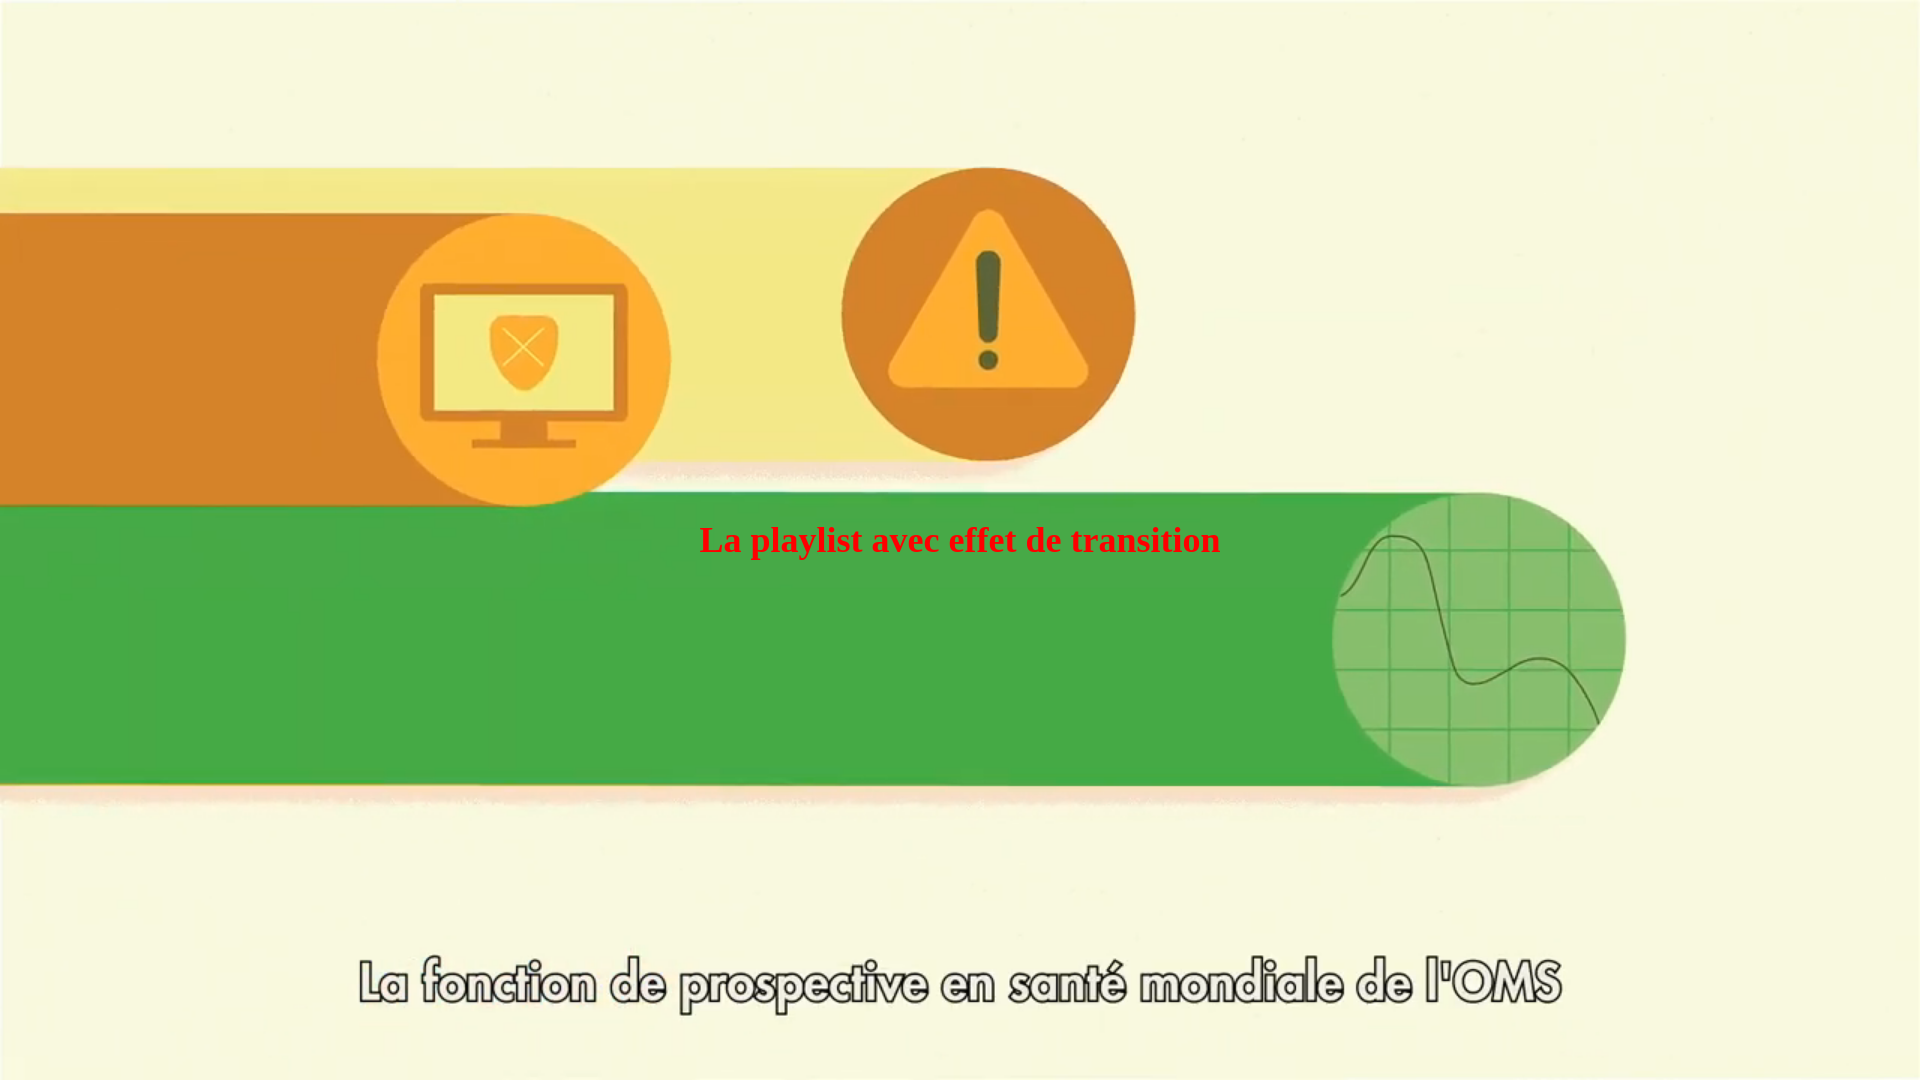 La playlist avec effet de transition
La fonction de prospective en santé mondiale de l'OMS